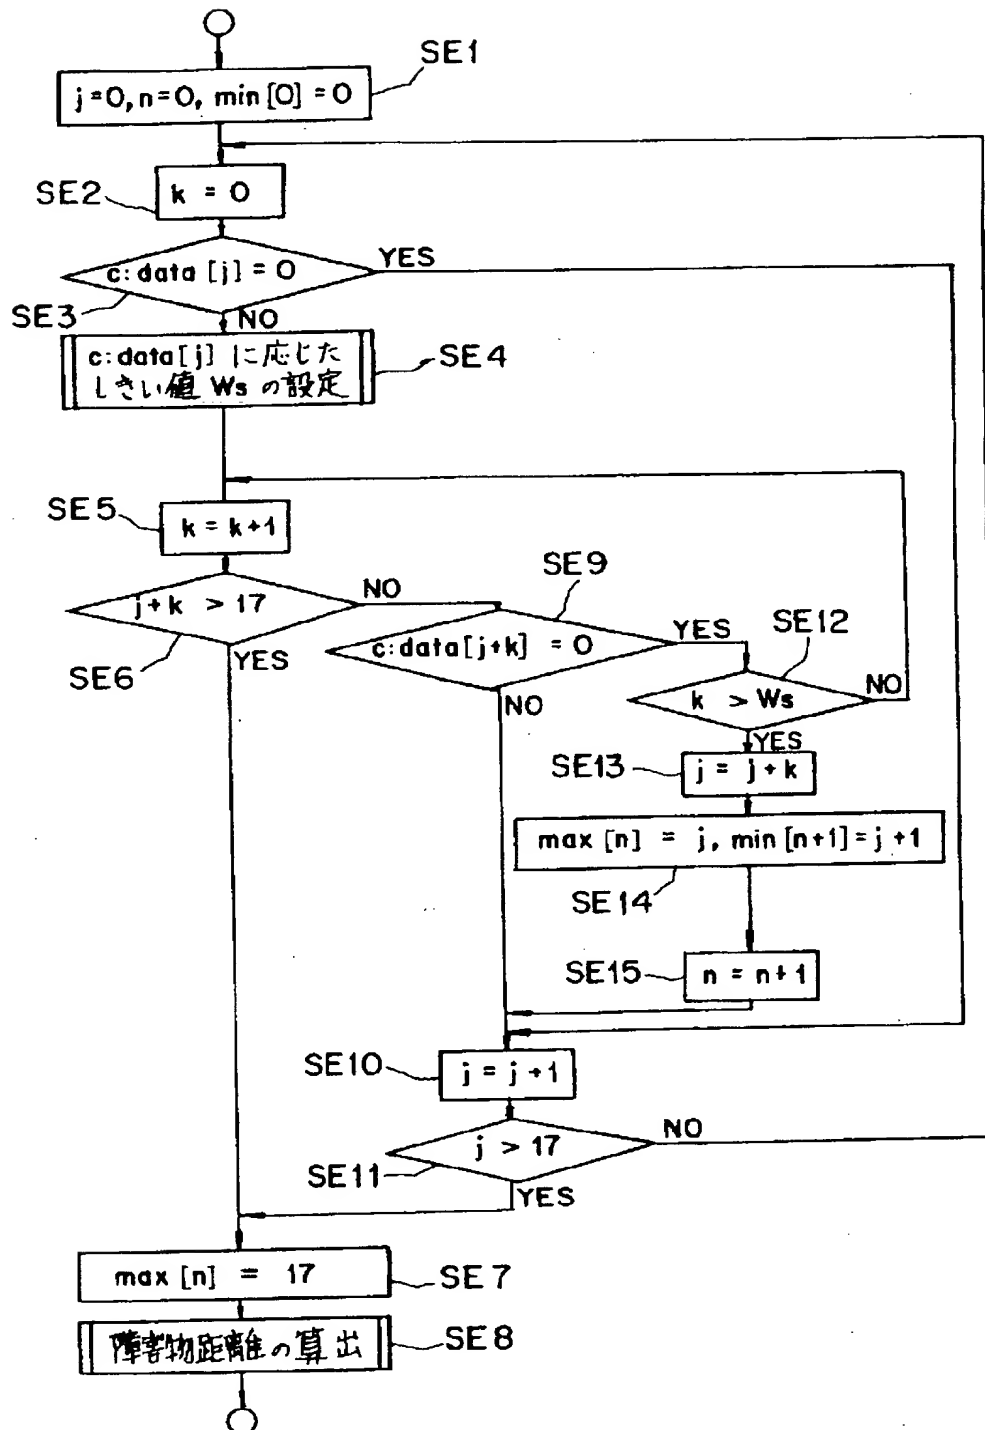 SE1
j=0, n=0, min [0] = 0
SE2
k = 0
c:data [j] = 0
YES
SE3
NO
c:data[j] に応じた
しきい値 Ws の設定
SE4
SE5
k = k+1
SE9
j+k > 17
NO
SE12
c:data[j+k] = 0
YES
SE6
YES
k > Ws
NO
NO
YES
SE13
j = j+k
max [n] = j, min [n+1] = j +1
SE14
SE15
n = n+1
SE10
j = j +1
j > 17
NO
SE11
YES
max [n] = 17
SE7
障害物距離の算出
SE8